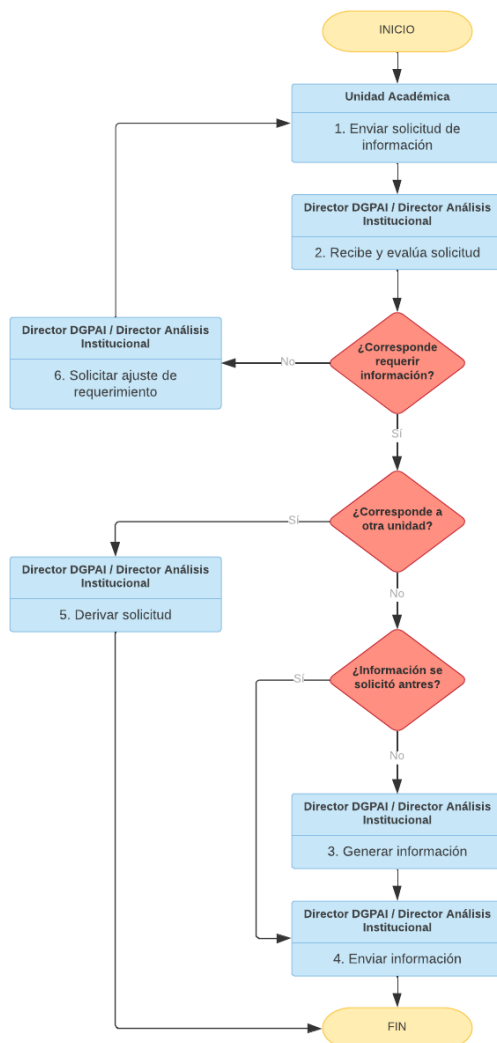 INICIO
Unidad Académica
1. Enviar solicitud de
información
Director DGPAI / Director Análisis
Institucional
2. Recibe y evalúa solicitud
¿Corresponde
requerir
información?
No
Director DGPAI / Director Análisis
Institucional
6. Solicitar ajuste de
requerimiento
Sí
¿Corresponde a
otra unidad?
Sí
Director DGPAI / Director Análisis
Institucional
5. Derivar solicitud
No
¿Información se
solicitó antres?
Sí
No
Director DGPAI / Director Análisis
Institucional
3. Generar información
Director DGPAI / Director Análisis
Institucional
4. Enviar información
FIN